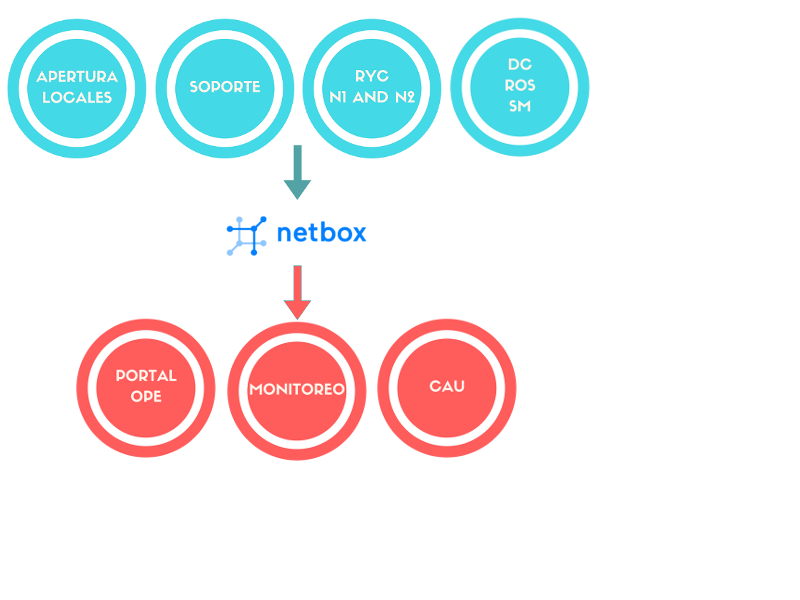 APERTURA
LOCALES
SOPORTE
RYC
N1 AND N2
DC
ROS
SM
netbox
PORTAL
OPE
MONITOREO
CAU